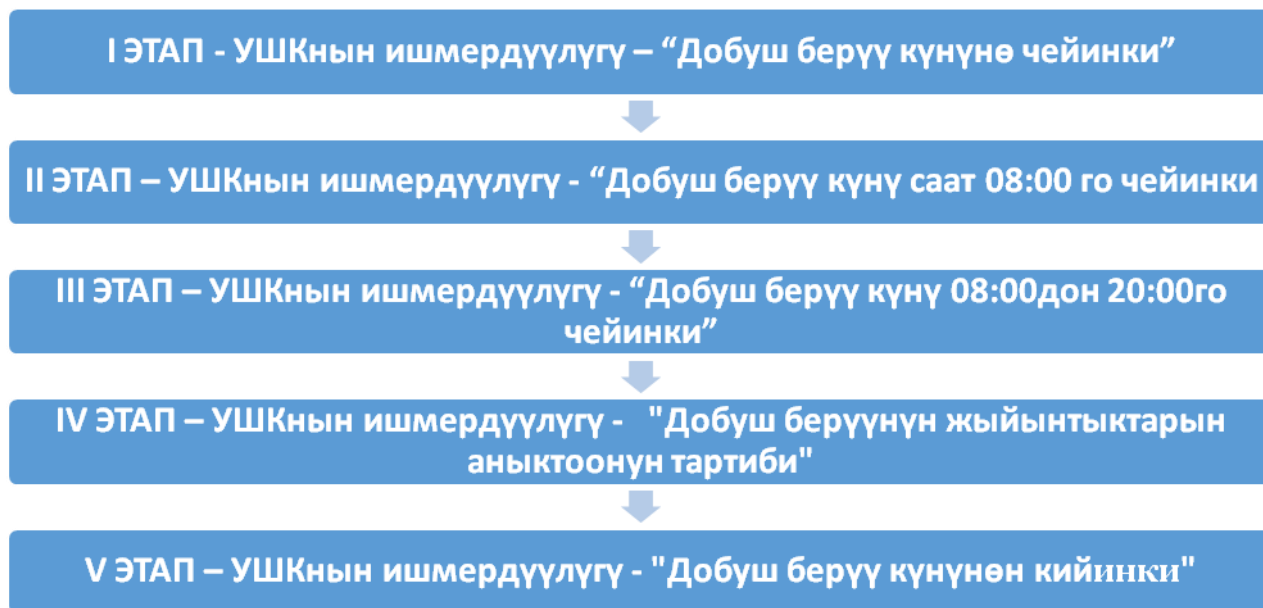 I ЭТАП - УШКнын ишмердүүлүгү – “Добуш берүү күнүнө чейинки”
II ЭТАП – УШКнын ишмердүүлүгү - “Добуш берүү күнү саат 08:00 го чейинки
III ЭТАП – УШКнын ишмердүүлүгү - “Добуш берүү күнү 08:00дон 20:00го
чейинки”
IV ЭТАП – УШКнын ишмердүүлүгү - "Добуш берүүнүн жыйынтыктарын
аныктоонун тартиби"
V ЭТАП – УШКнын ишмердүүлүгү - "Добуш берүү күнүнөн кийинки"